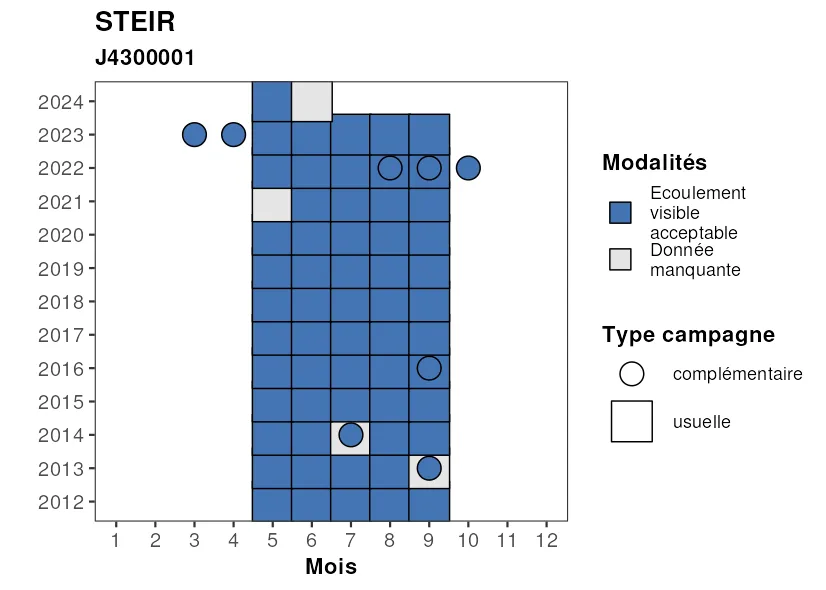 STEIR
J4300001
2024
2023
2022
2021
2020
2019
2018
2017
2016
2015
2014
2013
2012
1 2 3 4 5 6 7 8 9 10 11 12
Mois
Modalités
Ecoulement
visible
acceptable
Donnée
manquante
Type campagne
complémentaire
usuelle